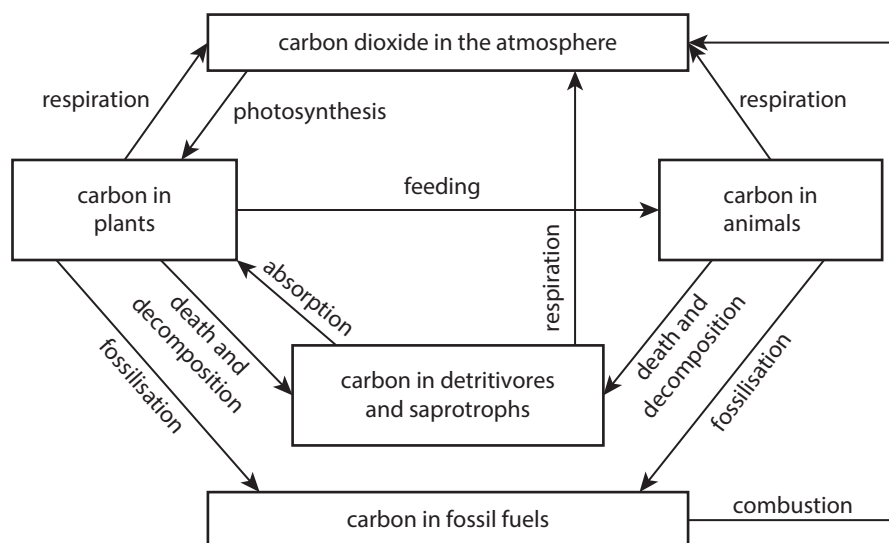 carbon dioxide in the atmosphere
respiration
photosynthesis
respiration
carbon in
plants
feeding
carbon in
animals
absorption
respiration
death and
decomposition
fossilisation
death and
decomposition
fossilisation
carbon in detritivores
and saprotrophs
carbon in fossil fuels
combustion